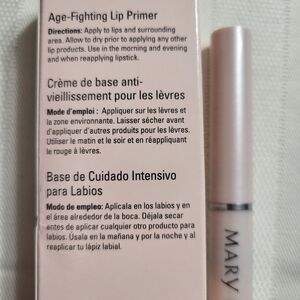 Age-Fighting Lip Primer
Directions: Apply to lips and surrounding
area. Allow to dry prior to applying any other
lip products. Use in the morning and evening
and when reapplying lipstick.
Crème de base anti-
vieillissement pour les lèvres
Mode d'emploi : Appliquer sur les lèvres et
la zone environnante. Laisser sécher avant
d'appliquer d'autres produits pour les lèvres.
Utiliser le matin et le soir et en réappliquant
le rouge à lèvres.
Base de Cuidado Intensivo
para Labios
Modo de empleo: Aplícala en los labios y en
el área alrededor de la boca. Déjala secar
antes de aplicar cualquier otro producto para
labios. Úsala en la mañana y por la noche y al
reaplicar tu lápiz labial.
MARY